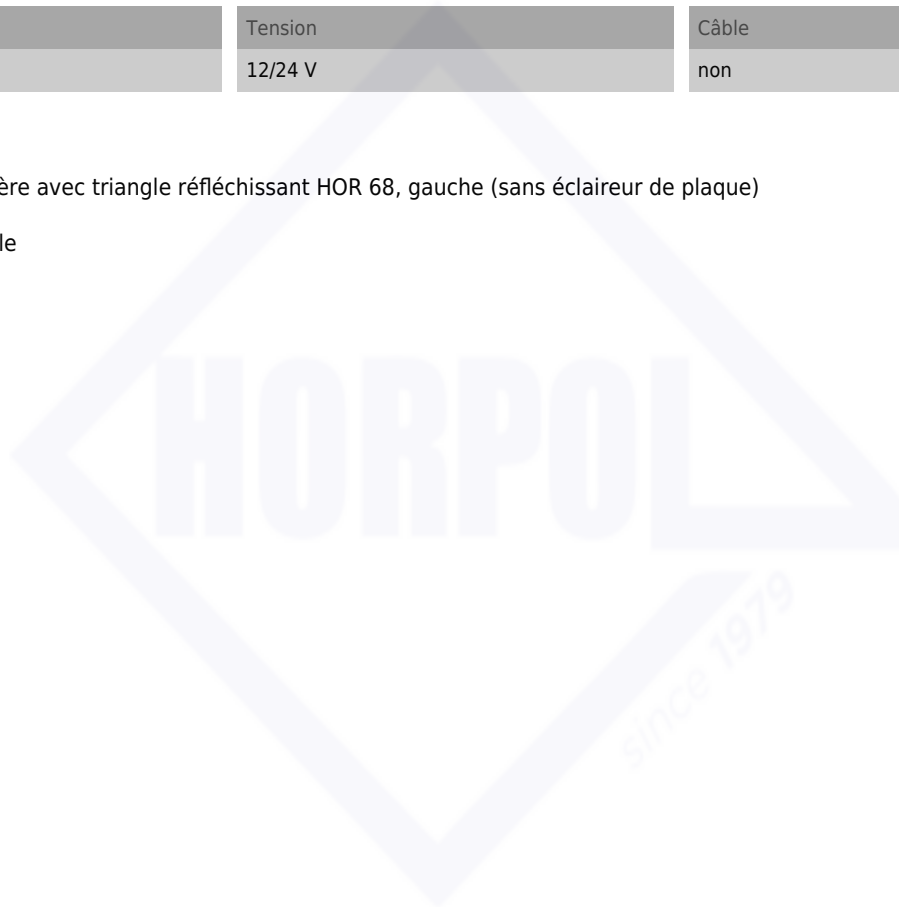 Tension Câble
12/24 V non
ère avec triangle réfléchissant HOR 68, gauche (sans éclaireur de plaque)
le
HORPOL
since 1979